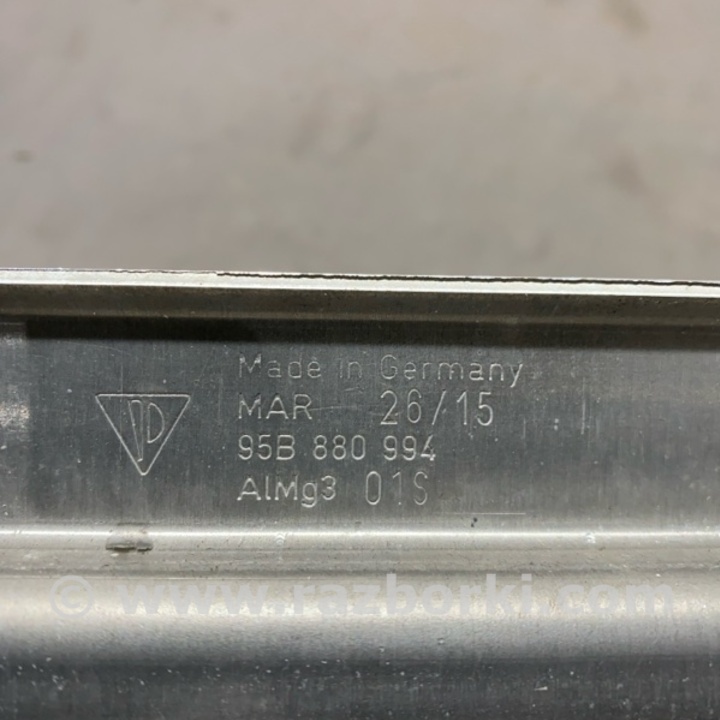 Made in Germany
MAR 26/15
95B 880 994
AlMg3 01S
© www.razborki.com